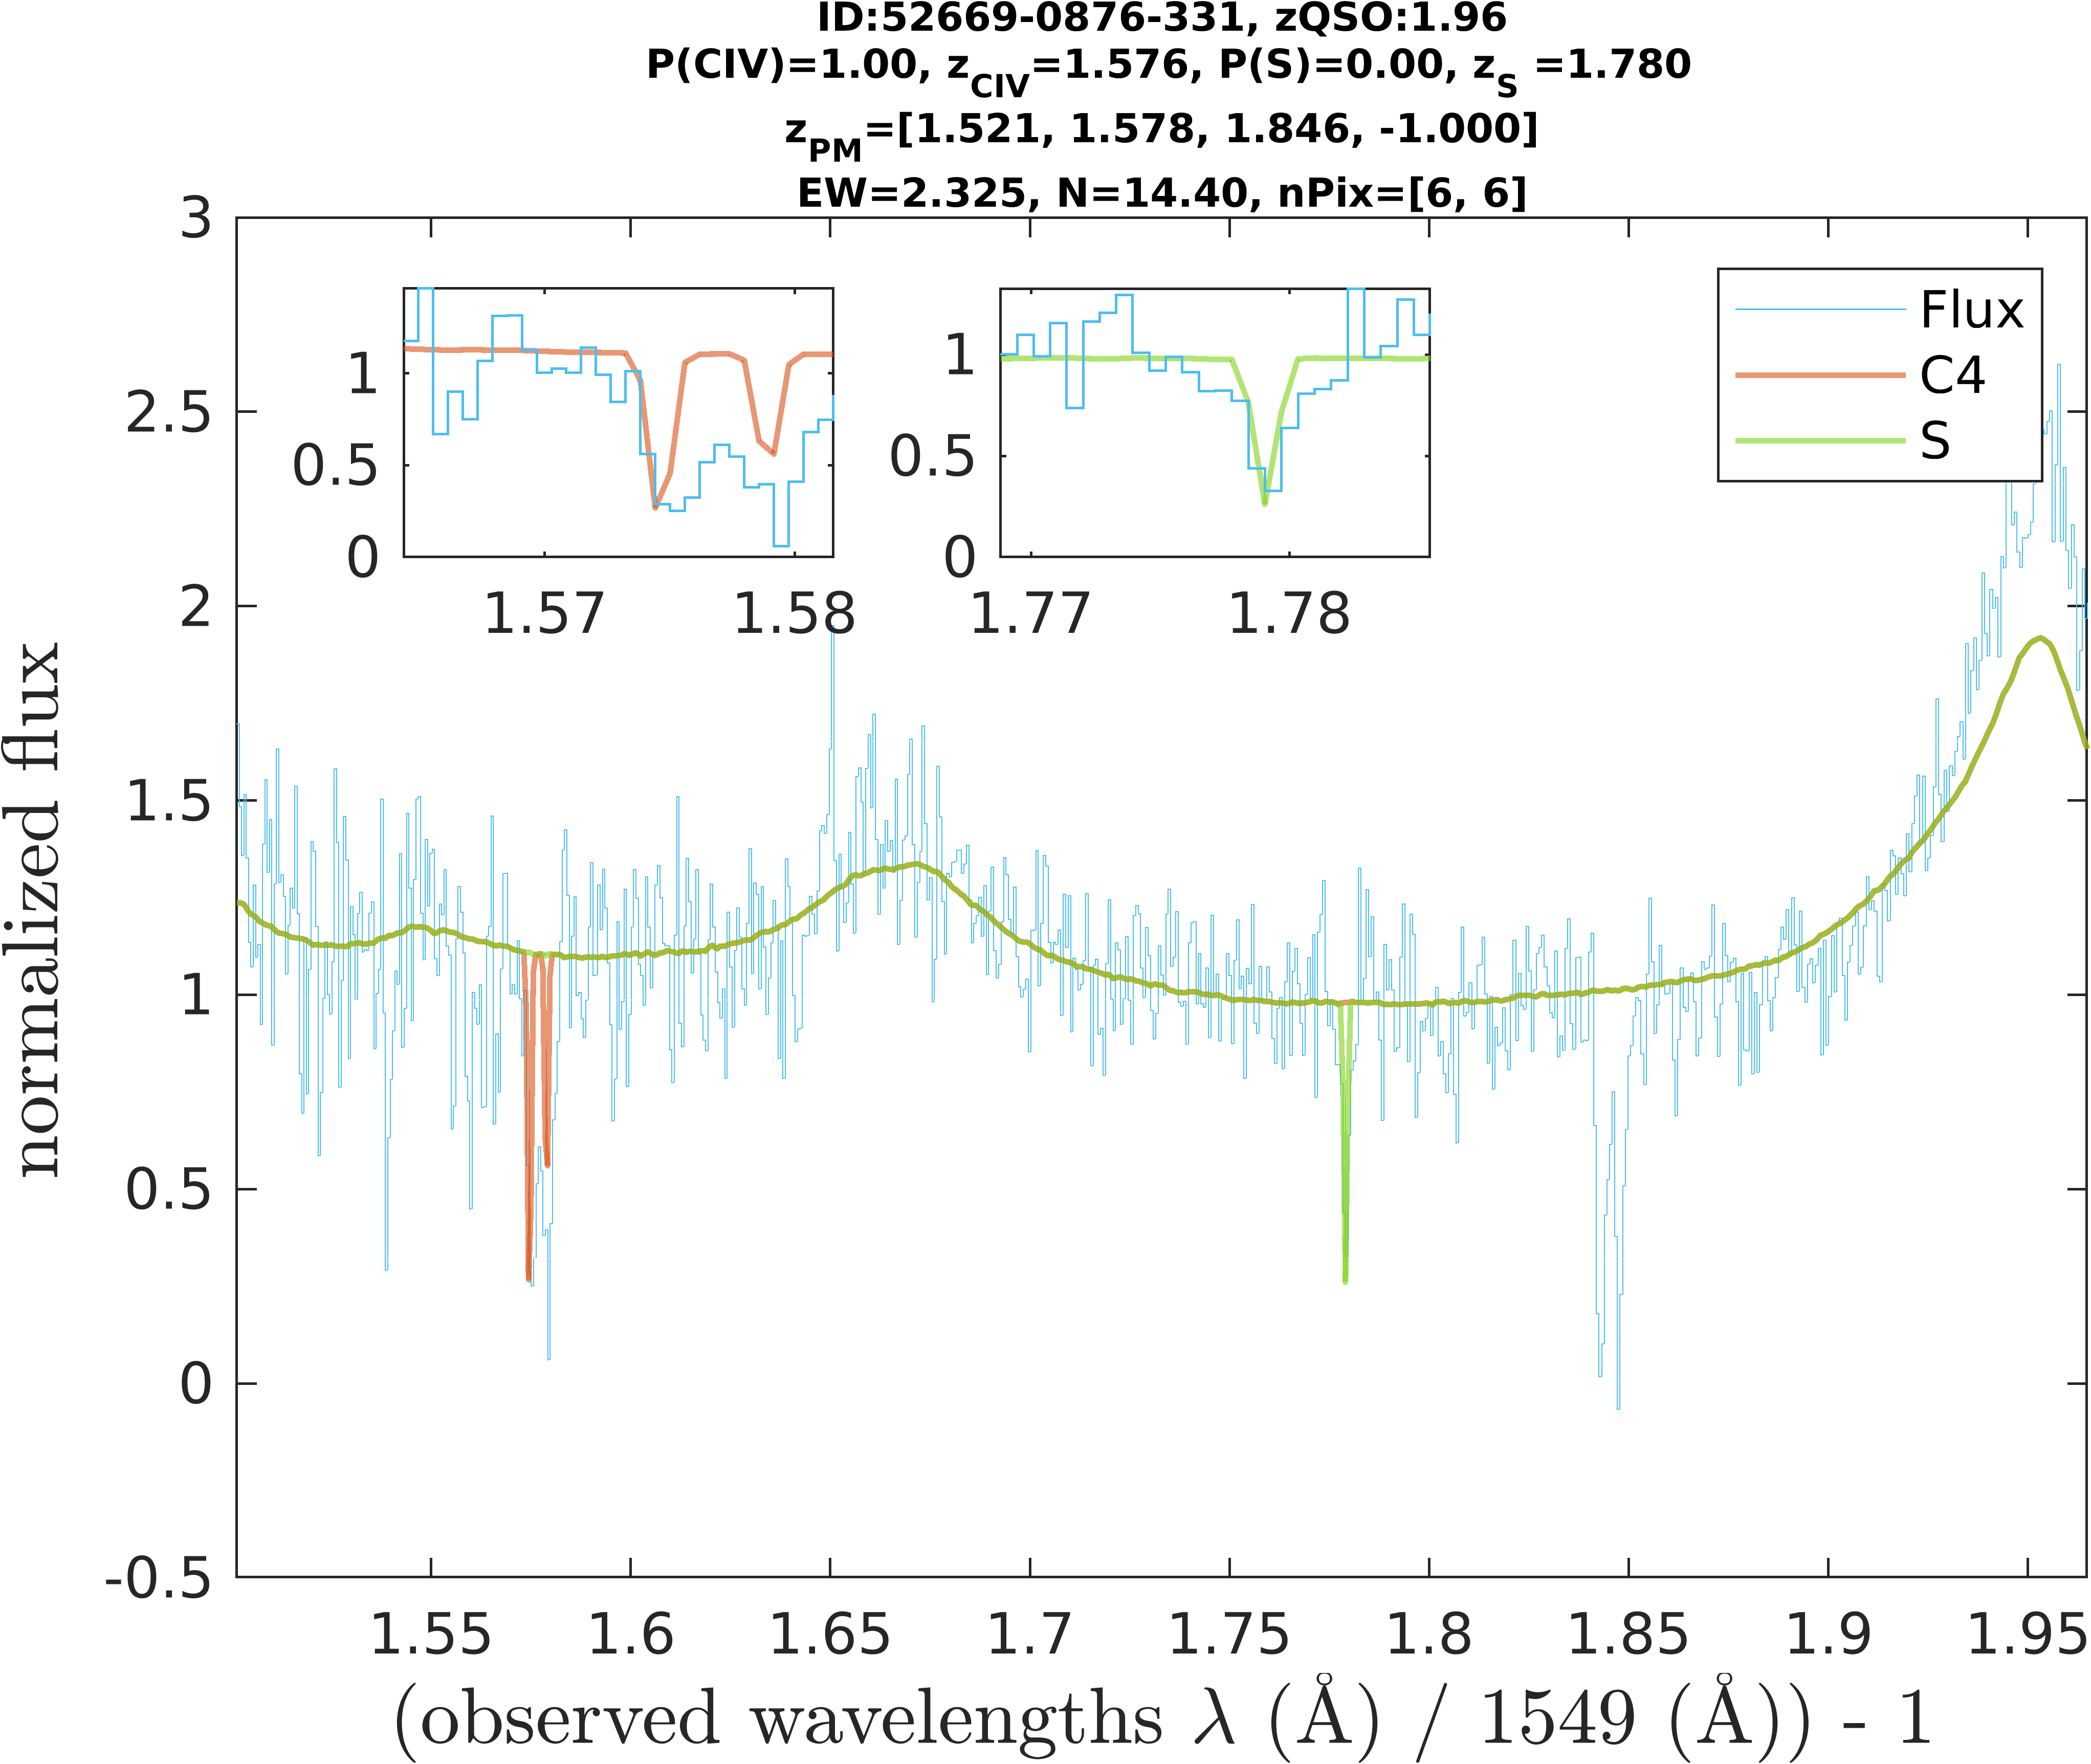 ID:52669-0876-331, zQSO:1.96
P(CIV)=1.00, zCIV=1.576, P(S)=0.00, zS =1.780
zPM=[1.521, 1.578, 1.846, -1.000]
EW=2.325, N=14.40, nPix=[6, 6]
3
2.5
2
1.5
1
0.5
0
-0.5
normalized flux
1
0.5
0
1.57 1.58
1
0.5
0
1.77 1.78
Flux
C4
S
1.55 1.6 1.65 1.7 1.75 1.8 1.85 1.9 1.95
(observed wavelengths λ (Å) / 1549 (Å)) - 1